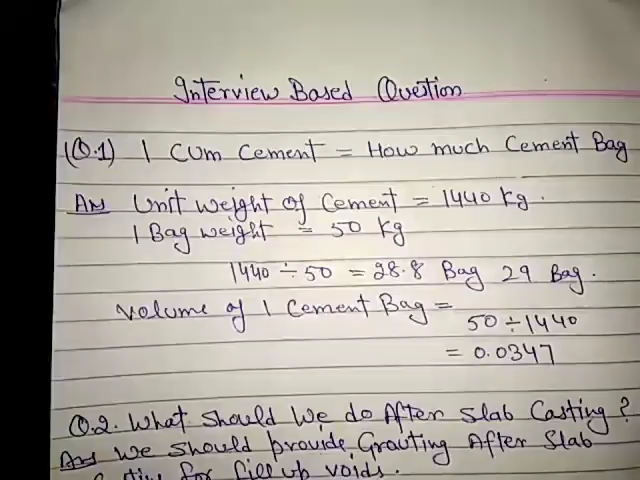 Interview Based Question
(Q.1) 1 Cum Cement = How much Cement Bag
Ans Unit weight of Cement = 1440 kg.
1 Bag weight = 50 kg
1440 ÷ 50 = 28.8 Bag 29 Bag.
Volume of 1 Cement Bag =
50 ÷ 1440
= 0.0347
Q.2. What should we do After Slab Casting ?
Ans We should provide Grouting After Slab
for fill up voids.